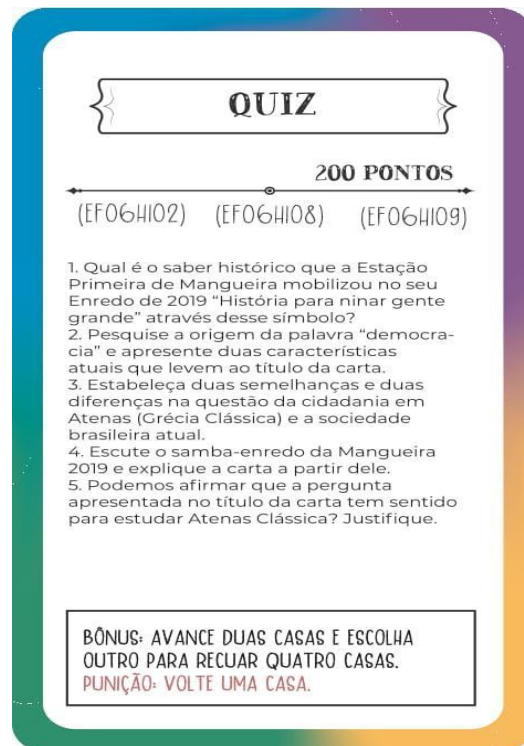 QUIZ
200 PONTOS
(EF06HI02) (EF06HI08) (EF06HI09)
1. Qual é o saber histórico que a Estação
Primeira de Mangueira mobilizou no seu
Enredo de 2019 “História para ninar gente
grande” através desse símbolo?
2. Pesquise a origem da palavra “democra-
cia” e apresente duas características
atuais que levem ao título da carta.
3. Estabeleça duas semelhanças e duas
diferenças na questão da cidadania em
Atenas (Grécia Clássica) e a sociedade
brasileira atual.
4. Escute o samba-enredo da Mangueira
2019 e explique a carta a partir dele.
5. Podemos afirmar que a pergunta
apresentada no título da carta tem sentido
para estudar Atenas Clássica? Justifique.
BÔNUS: AVANCE DUAS CASAS E ESCOLHA
OUTRO PARA RECUAR QUATRO CASAS.
PUNIÇÃO: VOLTE UMA CASA.